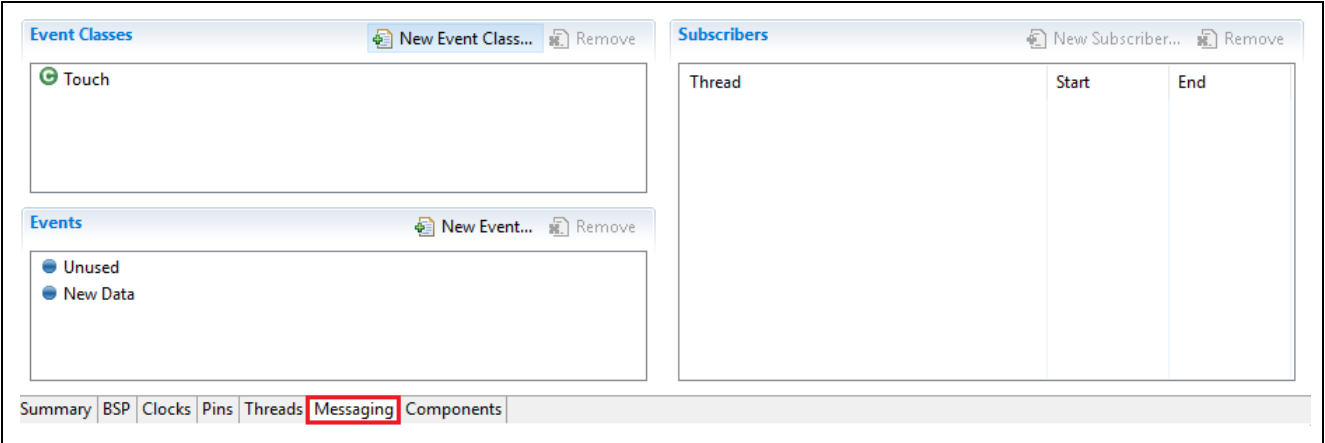 Event Classes
New Event Class... Remove
Touch
Events
New Event... Remove
Unused
New Data
Subscribers
New Subscriber... Remove
Thread Start End
Summary BSP Clocks Pins Threads Messaging Components